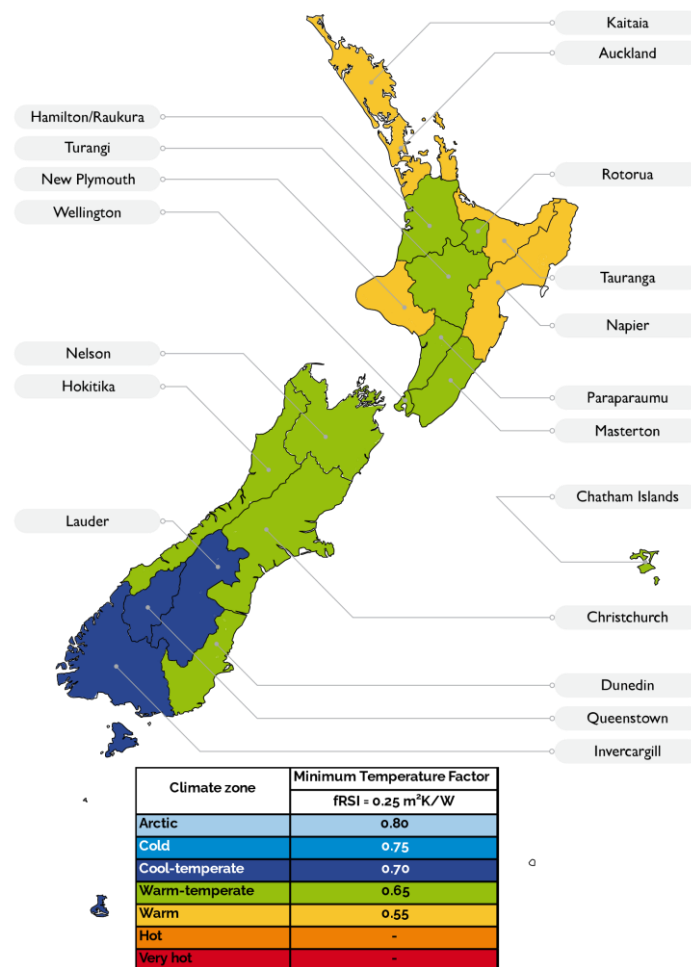 Kaitaia
Auckland
Hamilton/Raukura
Turangi
New Plymouth
Wellington
Rotorua
Tauranga
Napier
Nelson
Hokitika
Paraparaumu
Masterton
Chatham Islands
Lauder
Christchurch
Dunedin
Queenstown
Invercargill
Climate zone Minimum Temperature Factor
fRSI = 0.25 m²K/W
Arctic 0.80
Cold 0.75
Cool-temperate 0.70
Warm-temperate 0.65
Warm 0.55
Hot -
Very hot -